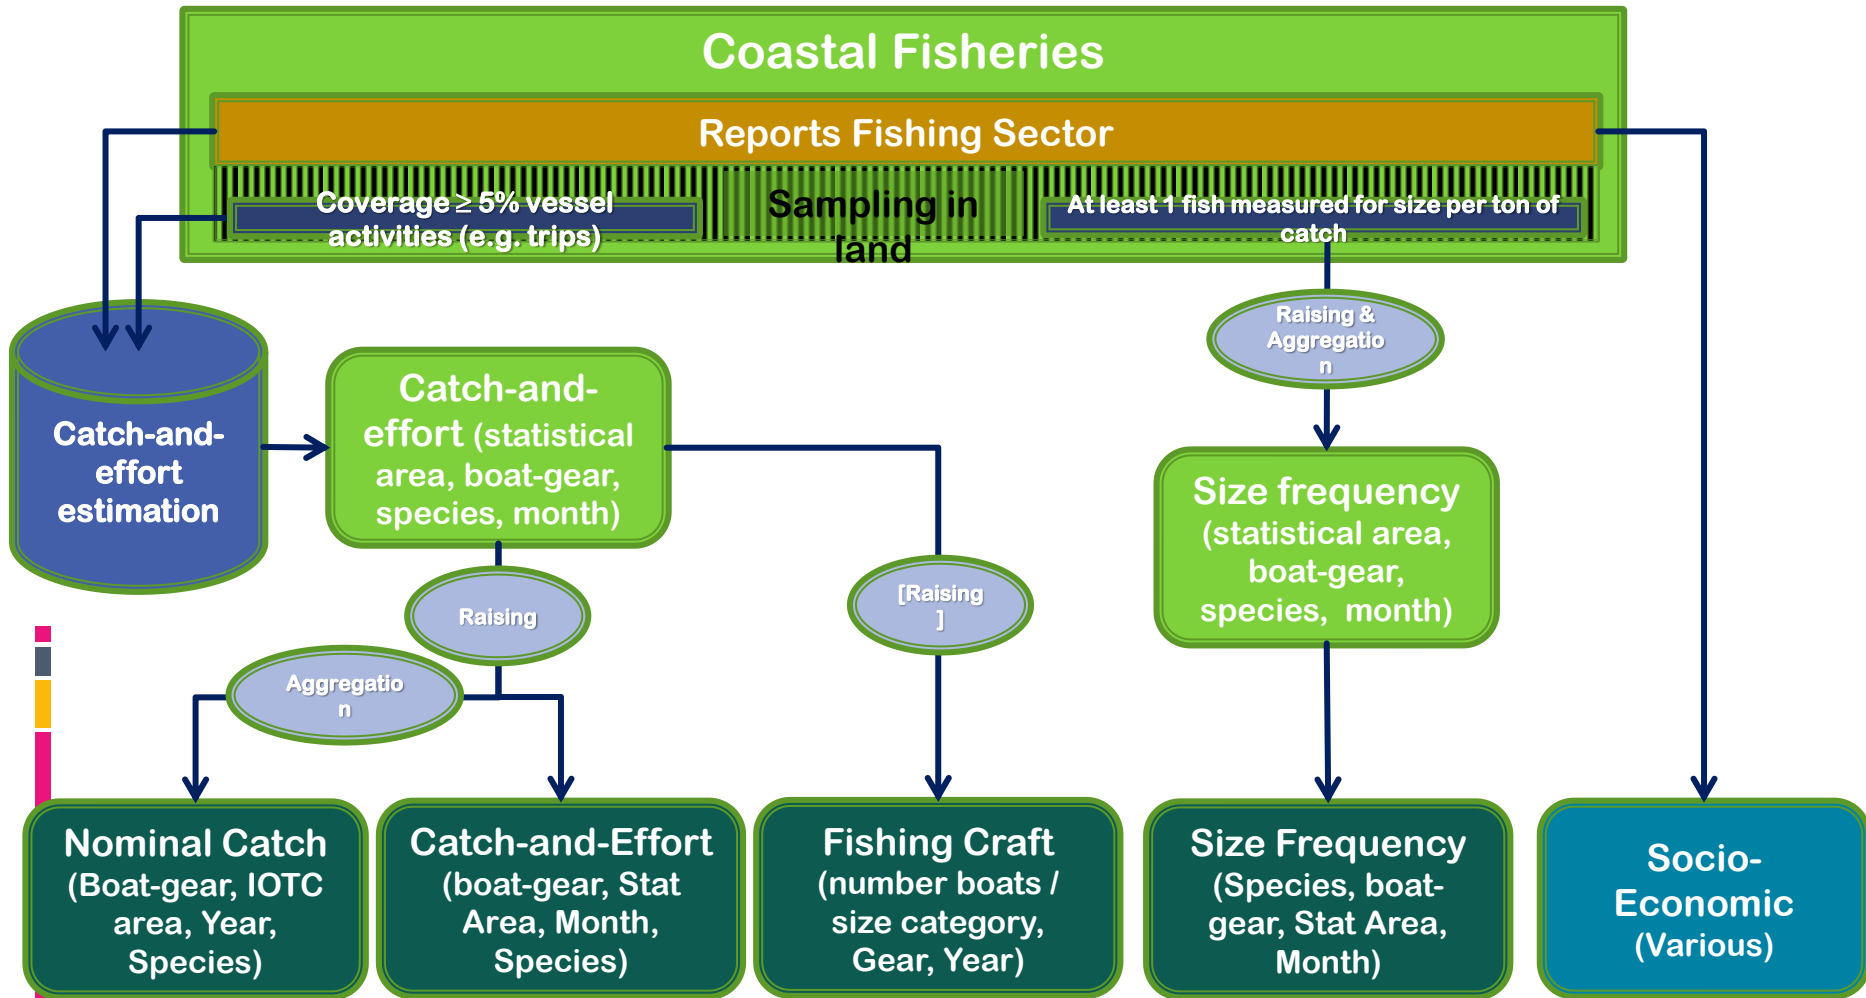 Coastal Fisheries
Reports Fishing Sector
Coverage ≥ 5% vessel
activities (e.g. trips)
Sampling in
land
At least 1 fish measured for size per ton of
catch
Raising &
Aggregatio
n
Catch-and-
effort
estimation
Catch-and-
effort (statistical
area, boat-gear,
species, month)
Size frequency
(statistical area,
boat-gear,
species, month)
Raising
[Raising
]
Aggregatio
n
Nominal Catch
(Boat-gear, IOTC
area, Year,
Species)
Catch-and-Effort
(boat-gear, Stat
Area, Month,
Species)
Fishing Craft
(number boats /
size category,
Gear, Year)
Size Frequency
(Species, boat-
gear, Stat Area,
Month)
Socio-
Economic
(Various)